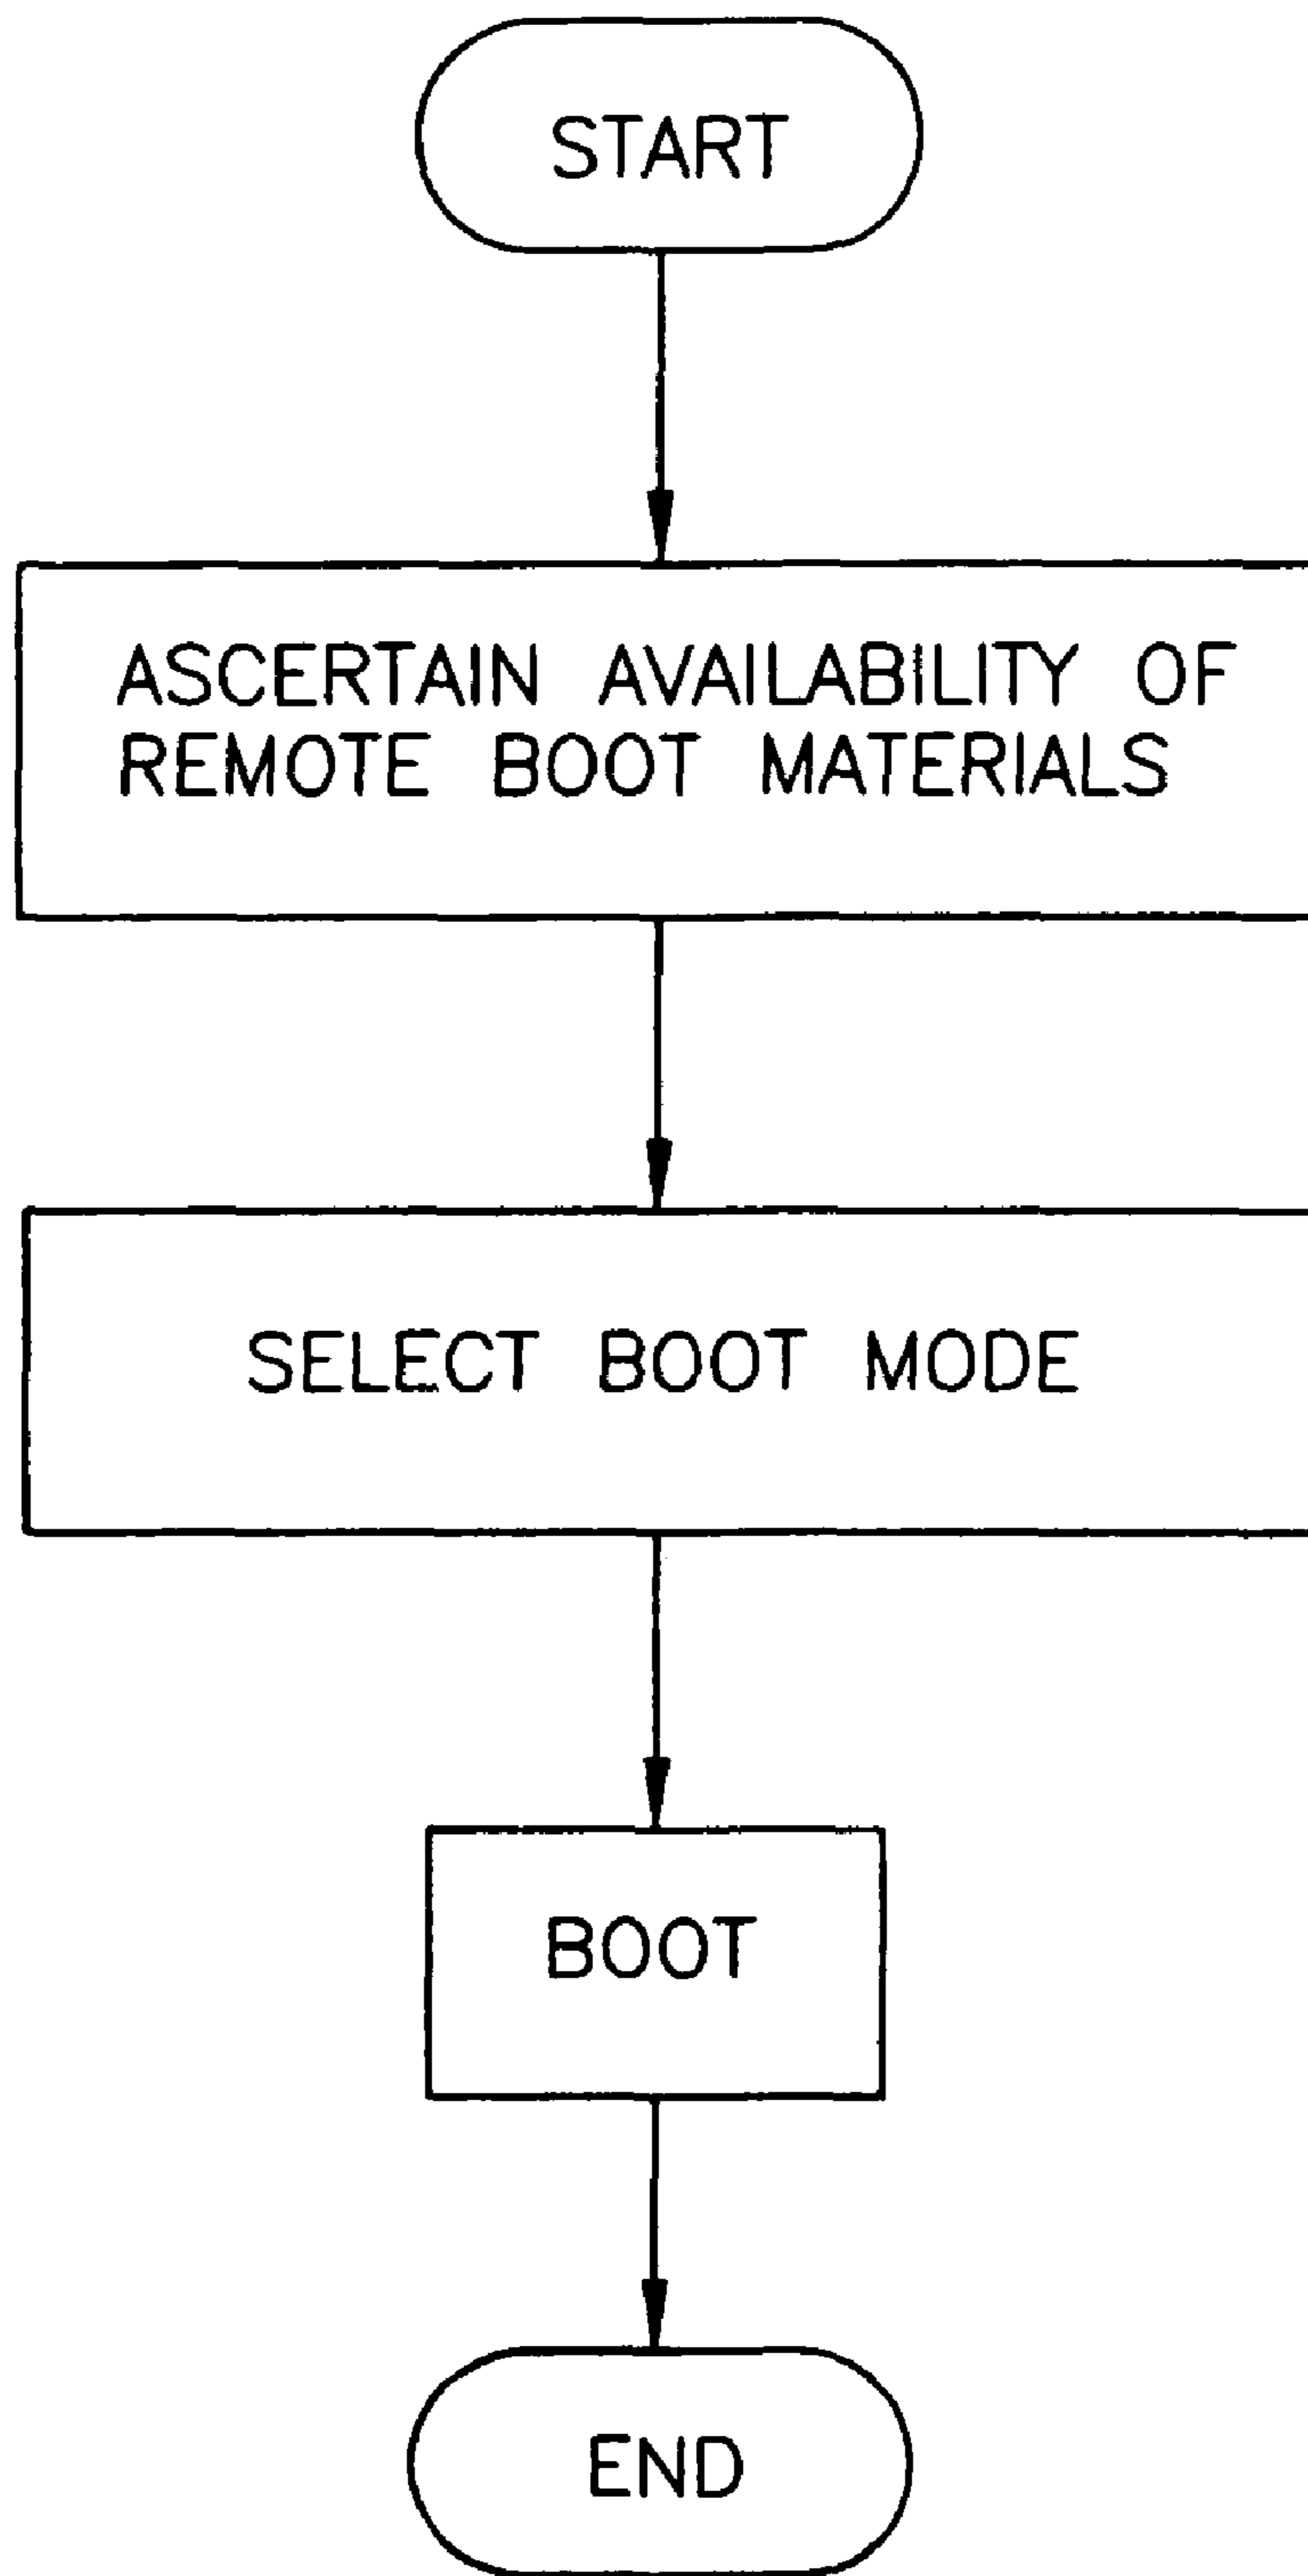 START
ASCERTAIN AVAILABILITY OF
REMOTE BOOT MATERIALS
SELECT BOOT MODE
BOOT
END